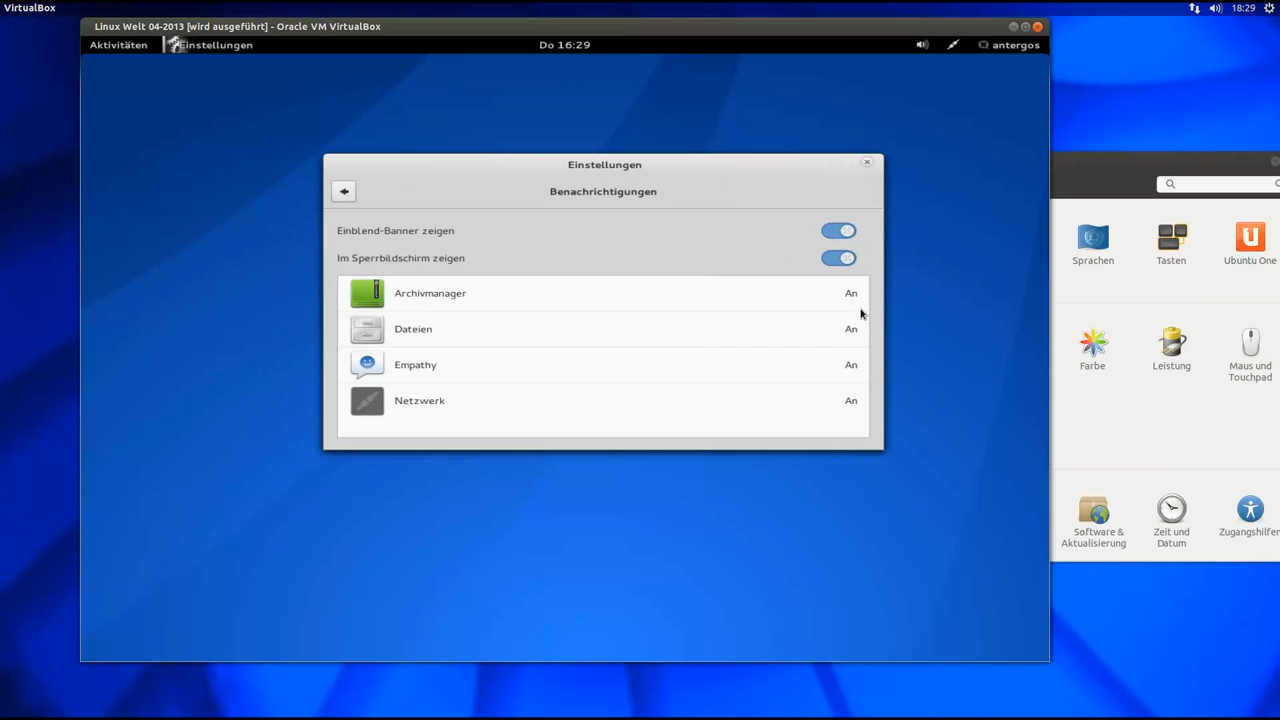 VirtualBox
18:29
Linux Welt 04-2013 [wird ausgeführt] - Oracle VM VirtualBox
Aktivitäten
Einstellungen
Do 16:29
antergos
Einstellungen
Benachrichtigungen
Einblend-Banner zeigen
Im Sperrbildschirm zeigen
Archivmanager An
Dateien An
Empathy An
Netzwerk An
Sprachen
Tasten
Ubuntu One
Farbe
Leistung
Maus und
Touchpad
Software &
Aktualisierung
Zeit und
Datum
Zugangshilfen